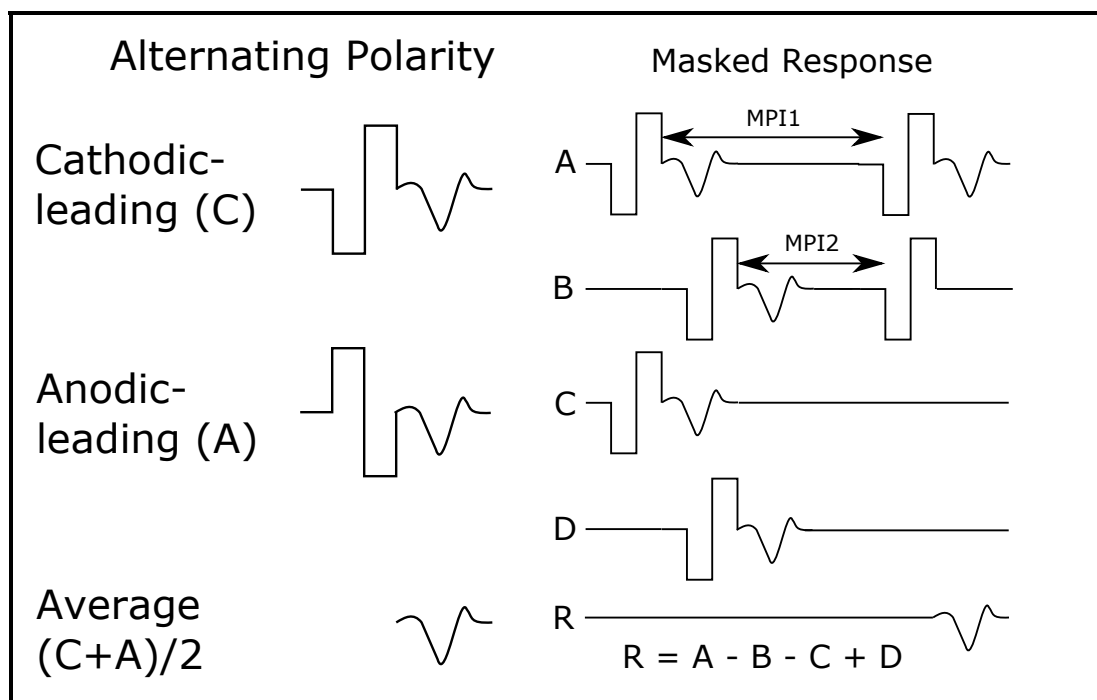 Alternating Polarity
Cathodic-
leading (C)
Anodic-
leading (A)
Average
(C+A)/2
Masked Response
MPI1
A
MPI2
B
C
D
R
R = A - B - C + D